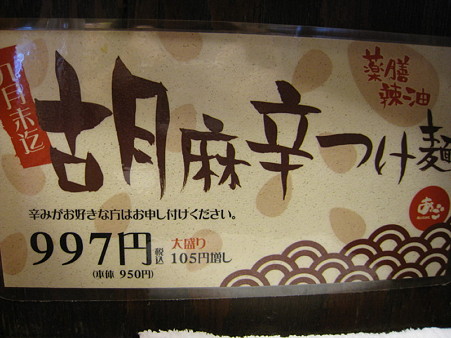 八月末迄
胡麻辛つけ麺
薬膳
辣油
辛みがお好きな方はお申し付けください。
997円 税込 大盛り
105円増し
(本体 950円)